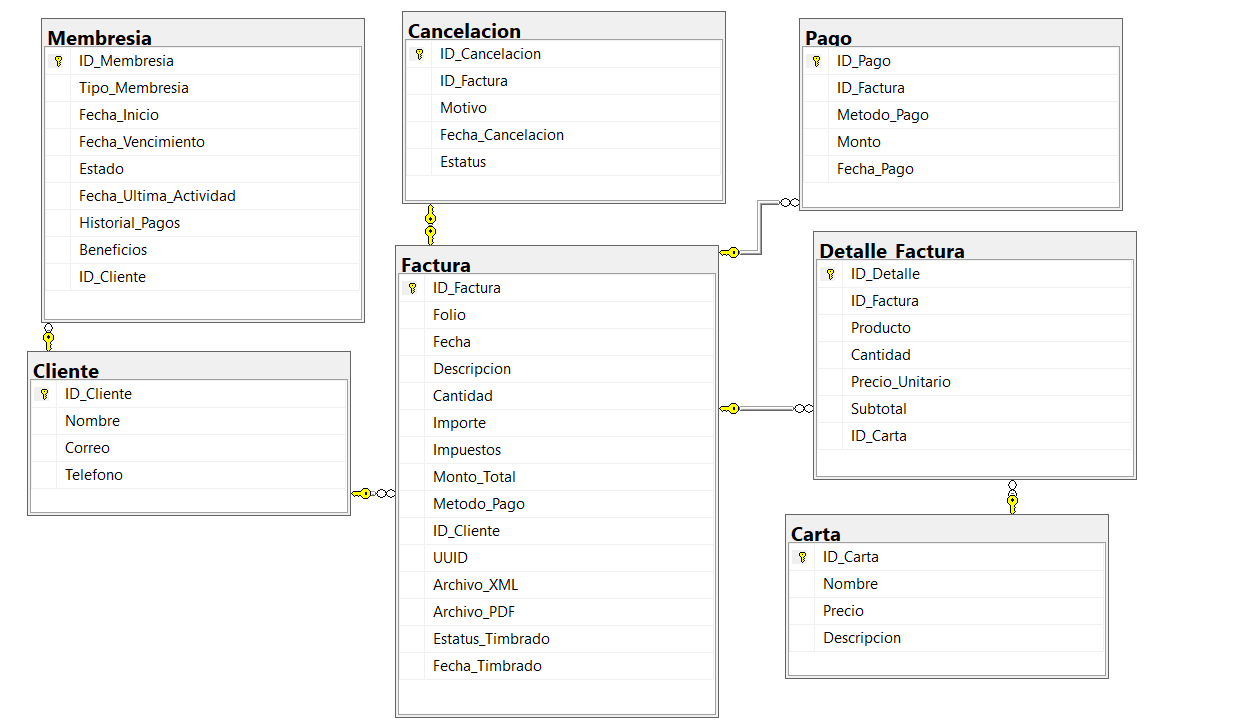 Membresia
ID_Membresia
Tipo_Membresia
Fecha_Inicio
Fecha_Vencimiento
Estado
Fecha_Ultima_Actividad
Historial_Pagos
Beneficios
ID_Cliente
Cliente
ID_Cliente
Nombre
Correo
Telefono
Cancelacion
ID_Cancelacion
ID_Factura
Motivo
Fecha_Cancelacion
Estatus
Factura
ID_Factura
Folio
Fecha
Descripcion
Cantidad
Importe
Impuestos
Monto_Total
Metodo_Pago
ID_Cliente
UUID
Archivo_XML
Archivo_PDF
Estatus_Timbrado
Fecha_Timbrado
Pago
ID_Pago
ID_Factura
Metodo_Pago
Monto
Fecha_Pago
Detalle_Factura
ID_Detalle
ID_Factura
Producto
Cantidad
Precio_Unitario
Subtotal
ID_Carta
Carta
ID_Carta
Nombre
Precio
Descripcion